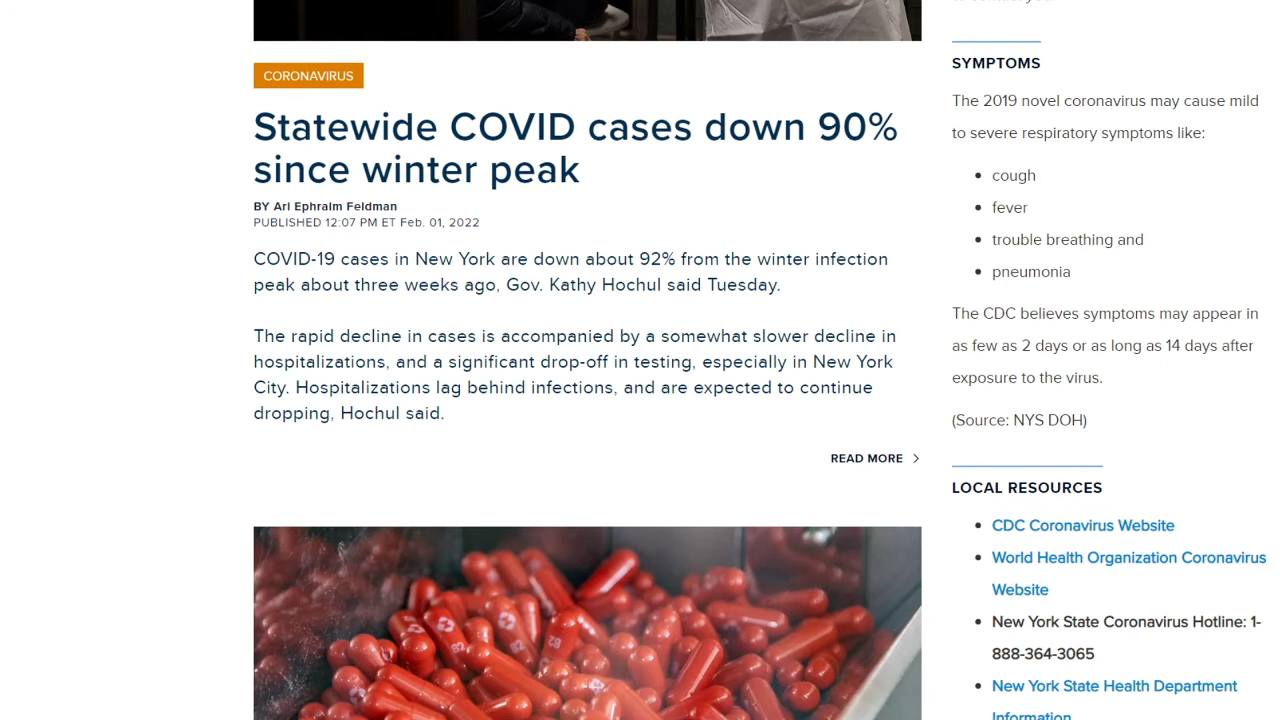 CORONAVIRUS
Statewide COVID cases down 90%
since winter peak
BY Ari Ephraim Feldman
PUBLISHED 12:07 PM ET Feb. 01, 2022
COVID-19 cases in New York are down about 92% from the winter infection
peak about three weeks ago, Gov. Kathy Hochul said Tuesday.
The rapid decline in cases is accompanied by a somewhat slower decline in
hospitalizations, and a significant drop-off in testing, especially in New York
City. Hospitalizations lag behind infections, and are expected to continue
dropping, Hochul said.
READ MORE
SYMPTOMS
The 2019 novel coronavirus may cause mild
to severe respiratory symptoms like:
cough
fever
trouble breathing and
pneumonia
The CDC believes symptoms may appear in
as few as 2 days or as long as 14 days after
exposure to the virus.
(Source: NYS DOH)
LOCAL RESOURCES
CDC Coronavirus Website
World Health Organization Coronavirus
Website
New York State Coronavirus Hotline: 1-
888-364-3065
New York State Health Department
Information